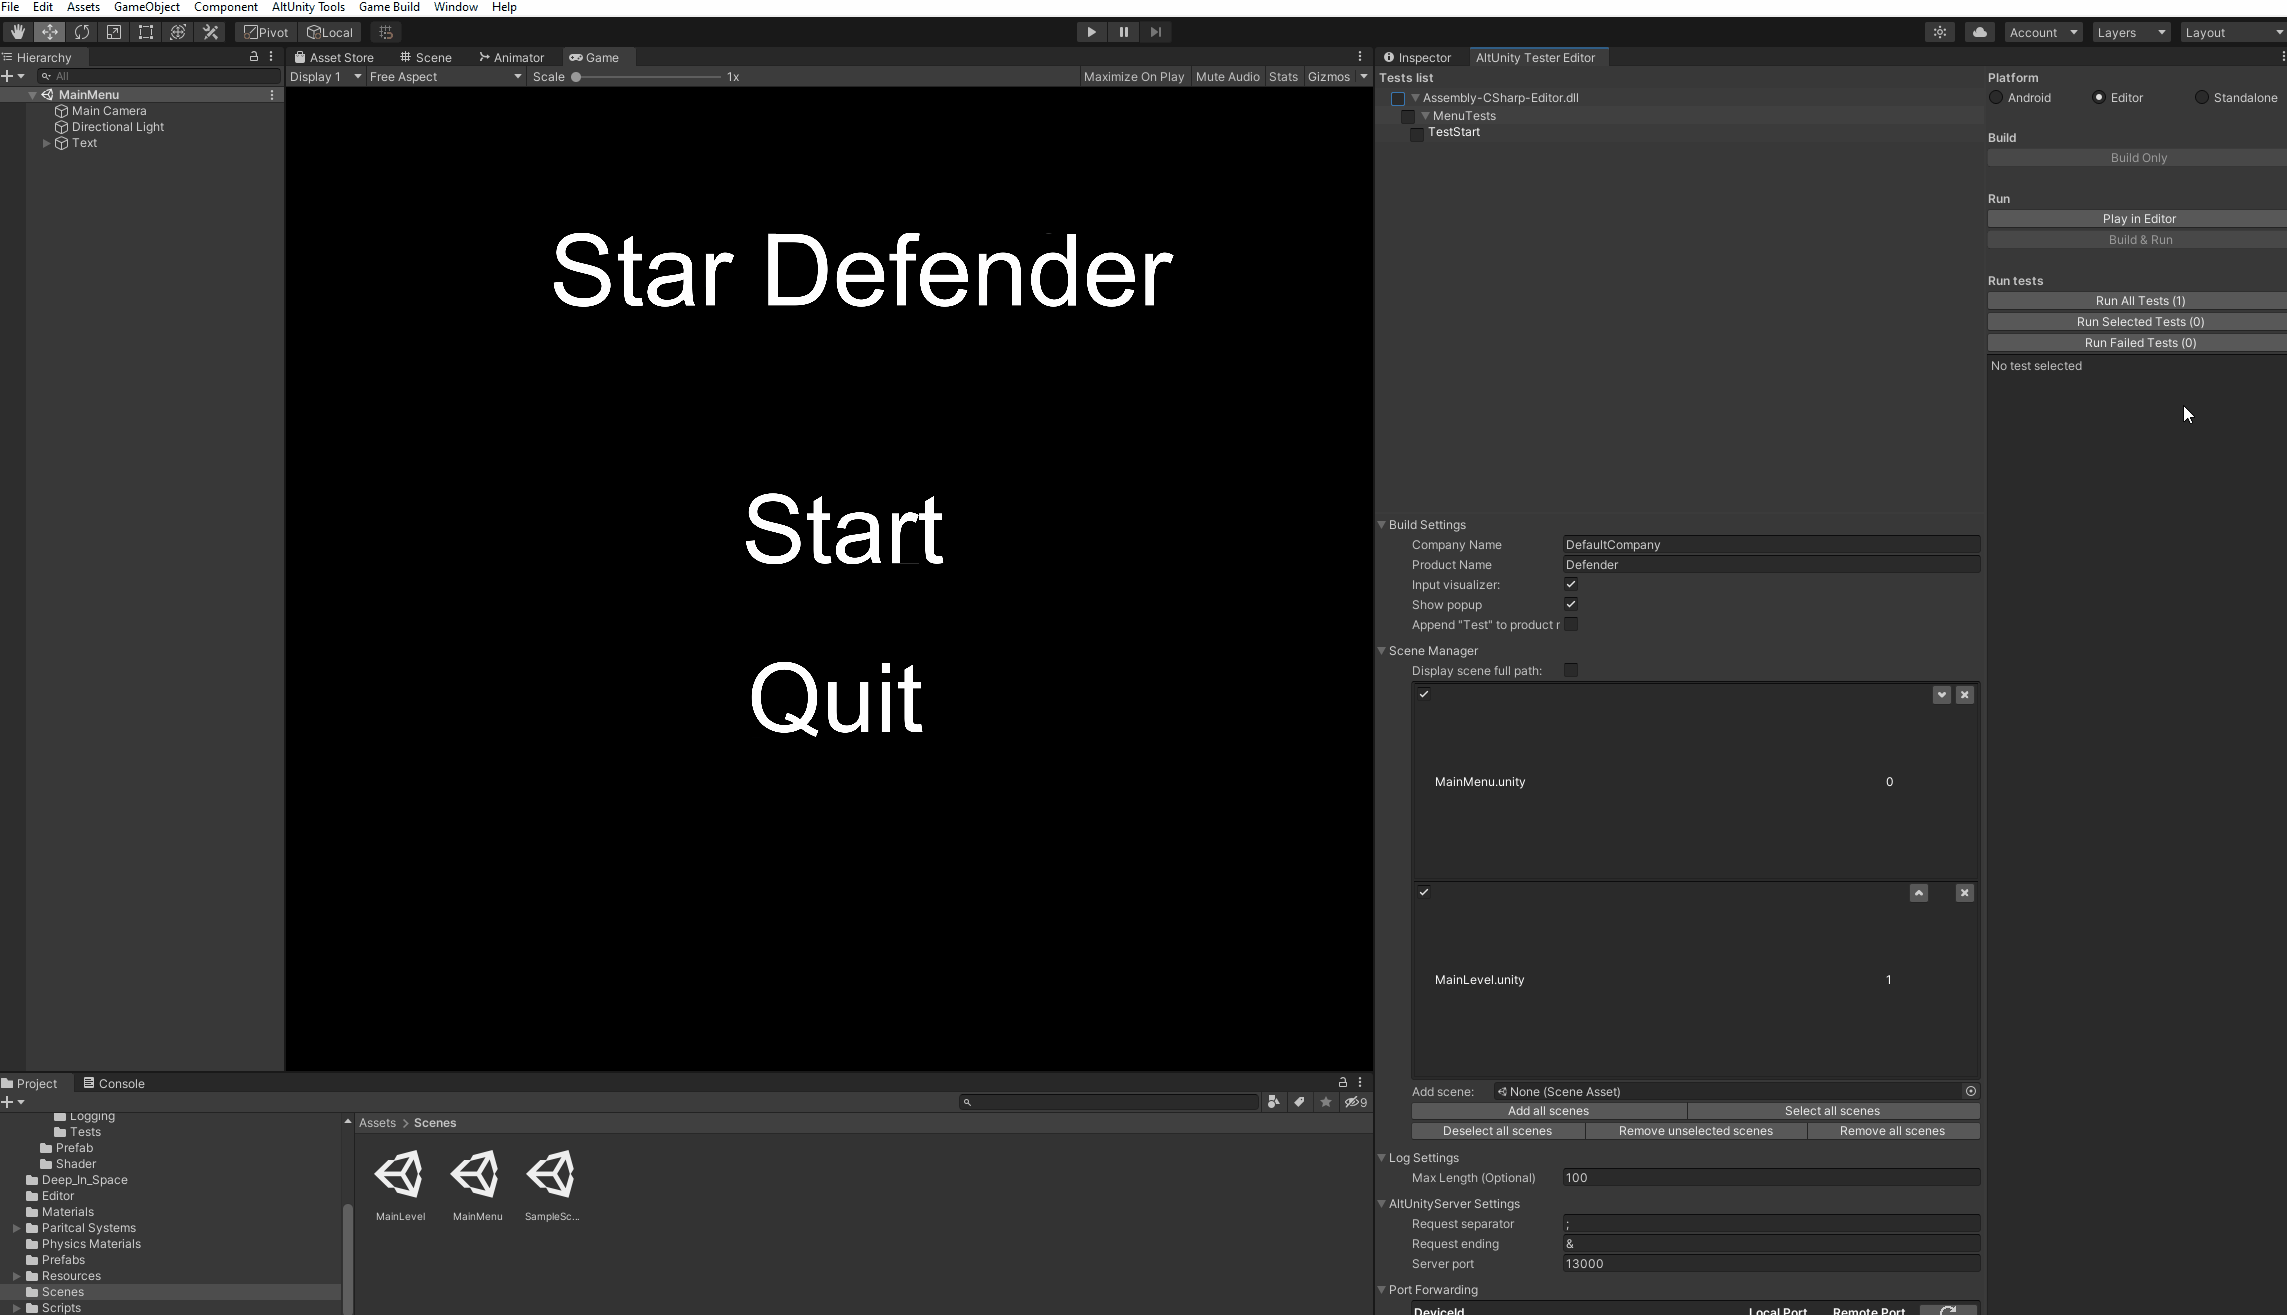 File Edit Assets GameObject Component AltUnity Tools Game Build Window Help
Pivot Local Account Layers Layout
Hierarchy
All
MainMenu
Main Camera
Directional Light
Text
Asset Store Scene Animator Game
Display 1 Free Aspect Scale 1x Maximize On Play Mute Audio Stats Gizmos
Star Defender
Start
Quit
Inspector AltUnity Tester Editor
Tests list
Assembly-CSharp-Editor.dll
MenuTests
TestStart
Build Settings
Company Name DefaultCompany
Product Name Defender
Input visualizer:
Show popup
Append "Test" to product r
Scene Manager
Display scene full path:
MainMenu.unity 0
MainLevel.unity 1
Add scene: None (Scene Asset)
Add all scenes Select all scenes
Deselect all scenes Remove unselected scenes Remove all scenes
Log Settings
Max Length (Optional) 100
AltUnityServer Settings
Request separator ;
Request ending &
Server port 13000
Port Forwarding
DeviceId Local Port Remote Port
Platform
Android Editor Standalone
Build
Build Only
Run
Play in Editor
Build & Run
Run tests
Run All Tests (1)
Run Selected Tests (0)
Run Failed Tests (0)
No test selected
Project Console
9
Logging
Tests
Prefab
Shader
Deep_In_Space
Editor
Materials
Paritcal Systems
Physics Materials
Prefabs
Resources
Scenes
Scripts
Assets > Scenes
MainLevel MainMenu SampleSc...